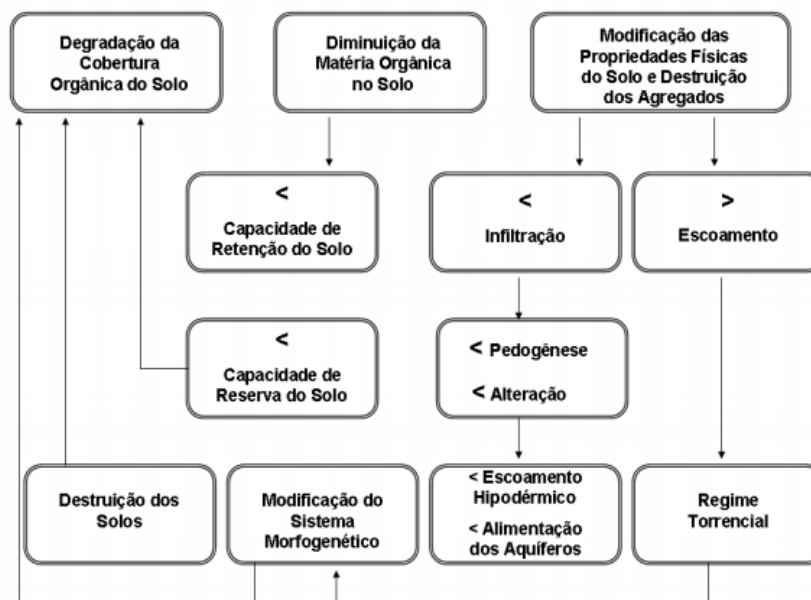 Degradação da
Cobertura
Orgânica do Solo
Diminuição da
Matéria Orgânica
no Solo
Modificação das
Propriedades Físicas
do Solo e Destruição
dos Agregados
<
Capacidade de
Retenção do Solo
<
Infiltração
>
Escoamento
<
Capacidade de
Reserva do Solo
< Pedogênese
< Alteração
Destruição dos
Solos
Modificação do
Sistema
Morfogenético
< Escoamento
Hipodérmico
< Alimentação
dos Aquíferos
Regime
Torrencial